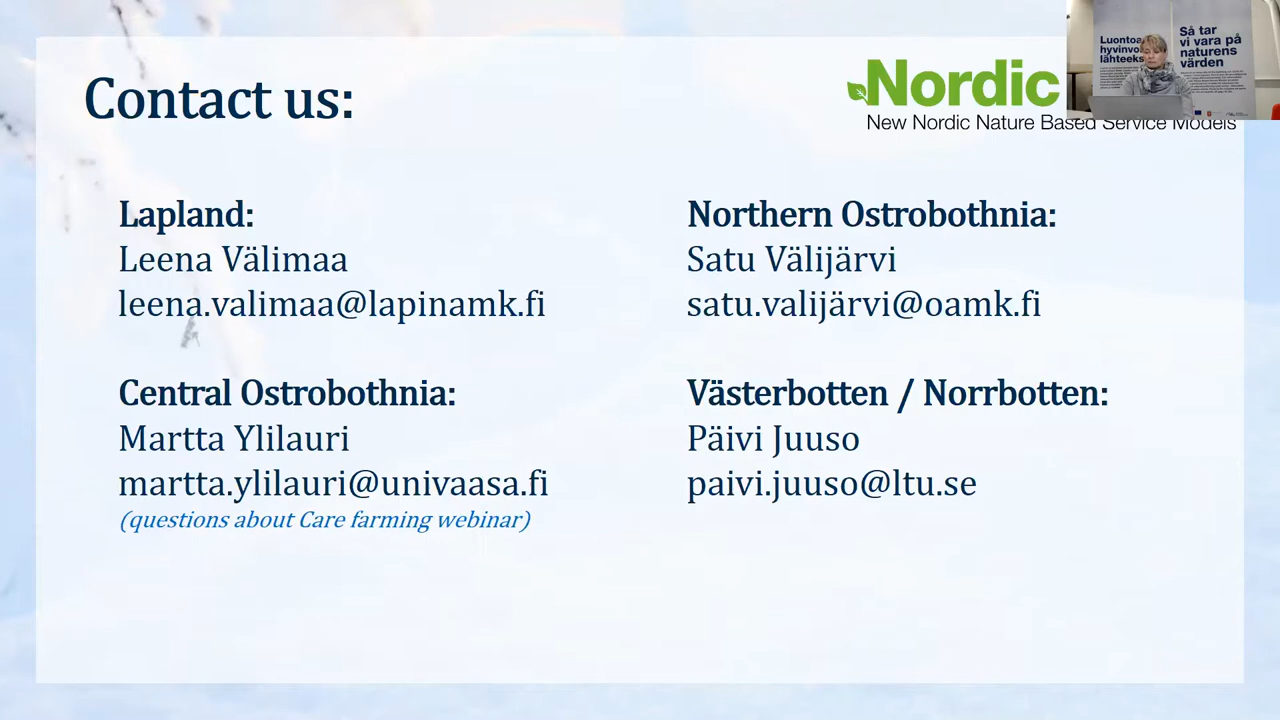 Contact us:
Nordic
New Nordic Nature Based Service Models
Lapland:
Leena Välimaa
leena.valimaa@lapinamk.fi
Northern Ostrobothnia:
Satu Välijärvi
satu.valijärvi@oamk.fi
Central Ostrobothnia:
Martta Ylilauri
martta.ylilauri@univaasa.fi
(questions about Care farming webinar)
Västerbotten / Norrbotten:
Päivi Juuso
paivi.juuso@ltu.se
Så tar
vi vara på
naturens
värden
lähteeks